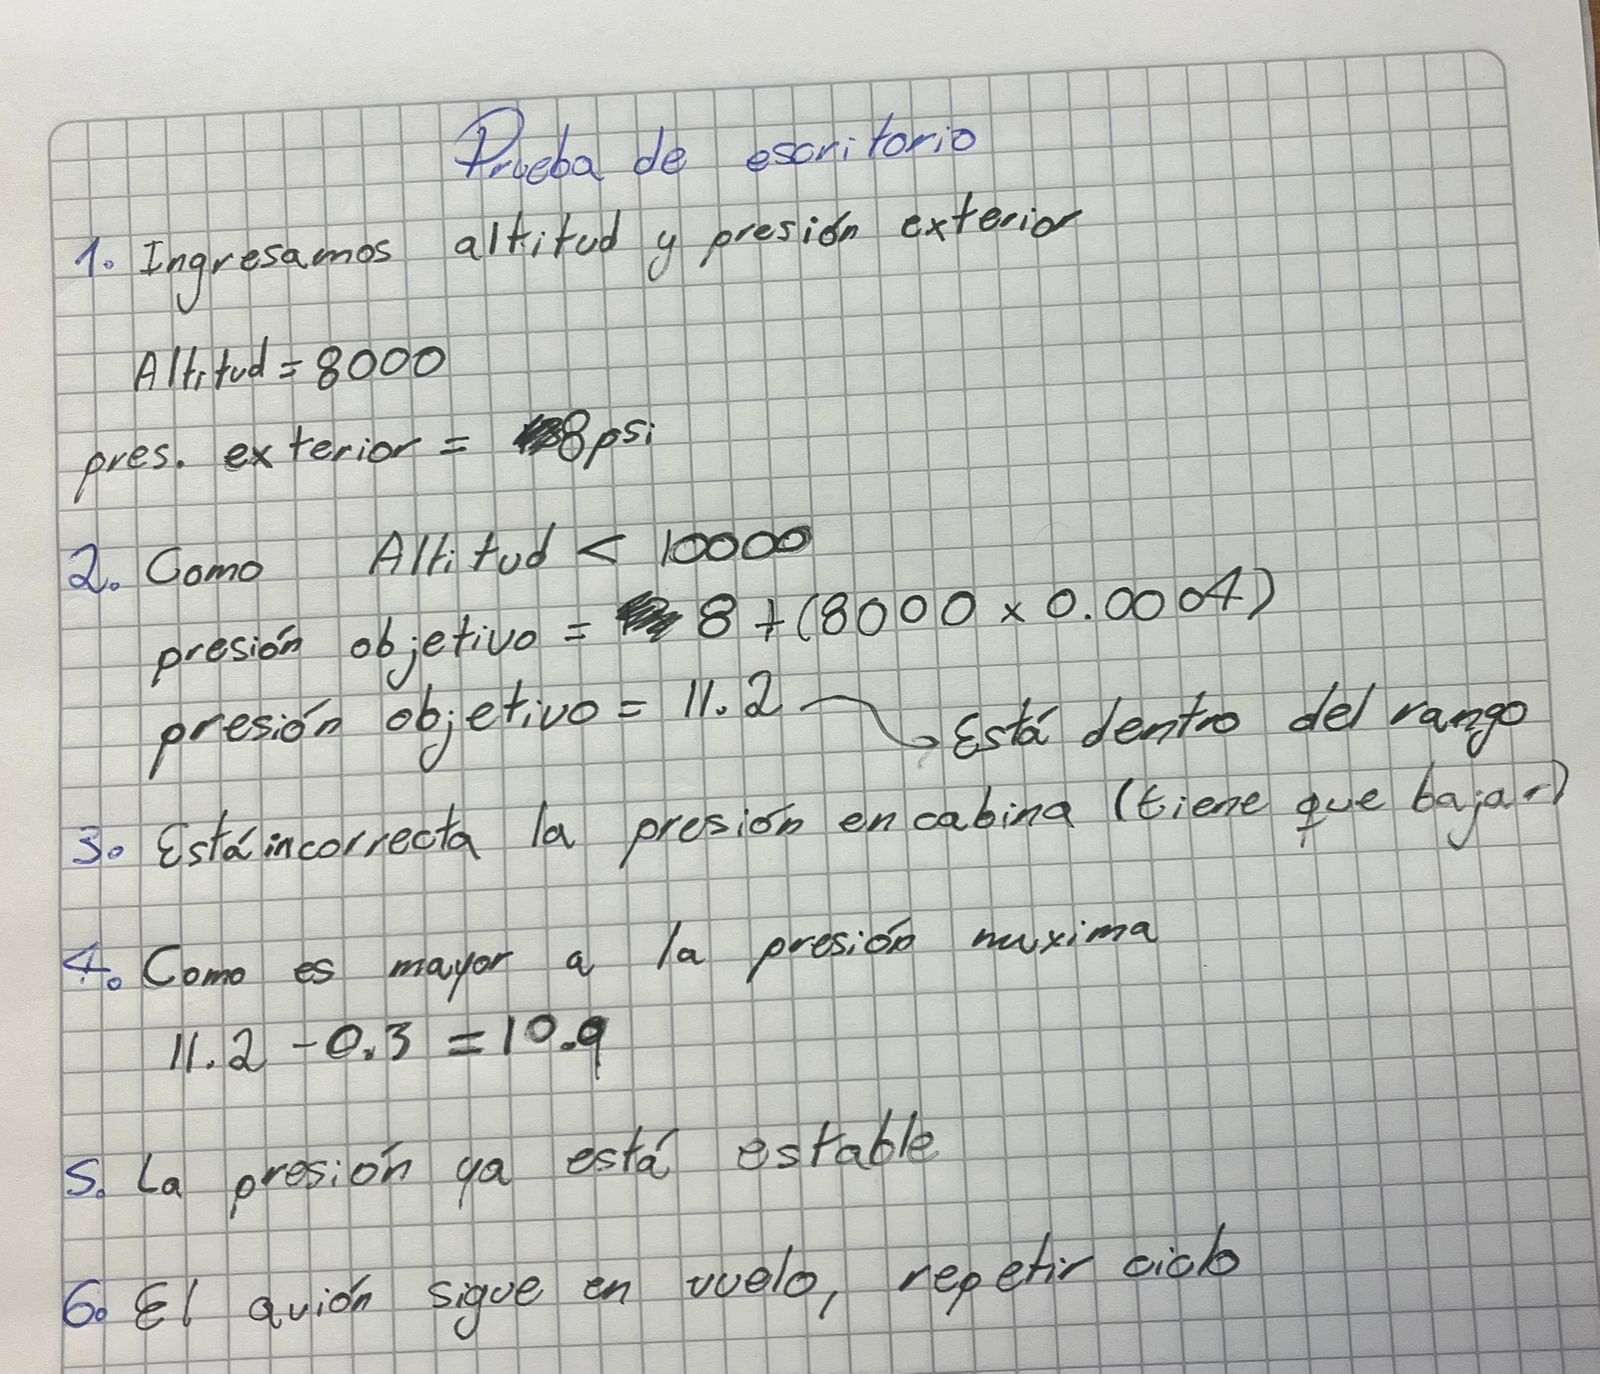 Prueba de escritorio
1. Ingresamos altitud y presión exterior
Altitud = 8000
pres. exterior = 8psi
2. Como Altitud < 10000
presión objetivo = 8 + (8000 x 0.0004)
presión objetivo = 11.2 → Está dentro del rango
3. Está incorrecta la presión en cabina (tiene que bajar)
4. Como es mayor a la presión maxima
11.2 - 0.3 = 10.9
5. La presión ya está estable
6. El avión sigue en vuelo, repetir ciclo